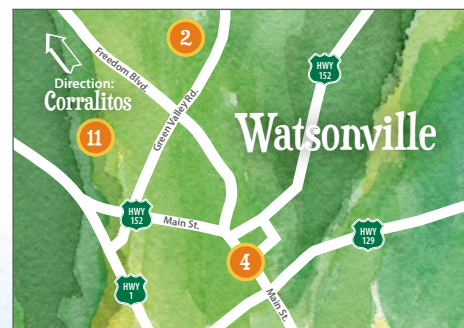 2
Freedom Blvd.
HWY
152
Direction:
Corralitos
Green Valley Rd.
11
Watsonville
HWY
152
Main St.
HWY
129
4
HWY
1
Main St.